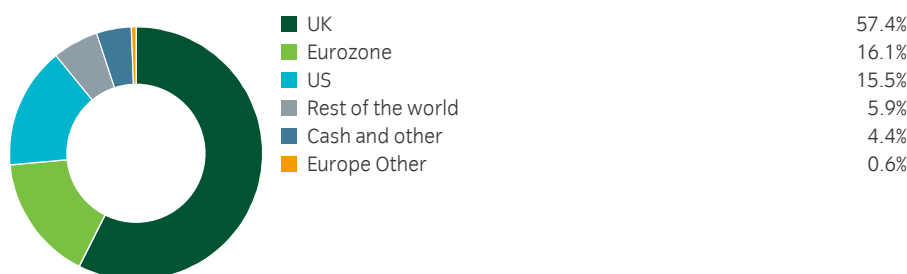 UK 57.4%
Eurozone 16.1%
US 15.5%
Rest of the world 5.9%
Cash and other 4.4%
Europe Other 0.6%